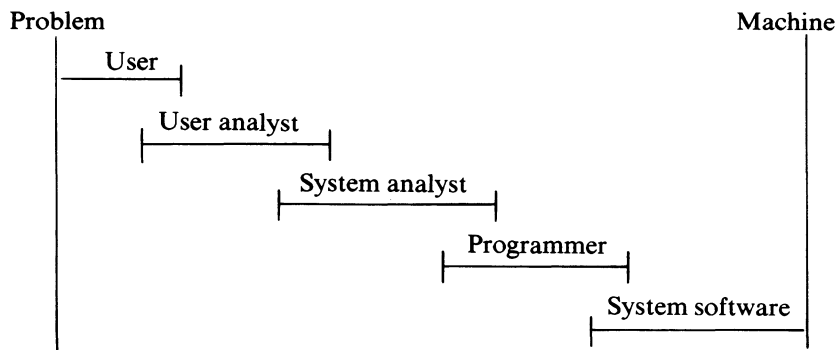 Problem
Machine
User
User analyst
System analyst
Programmer
System software